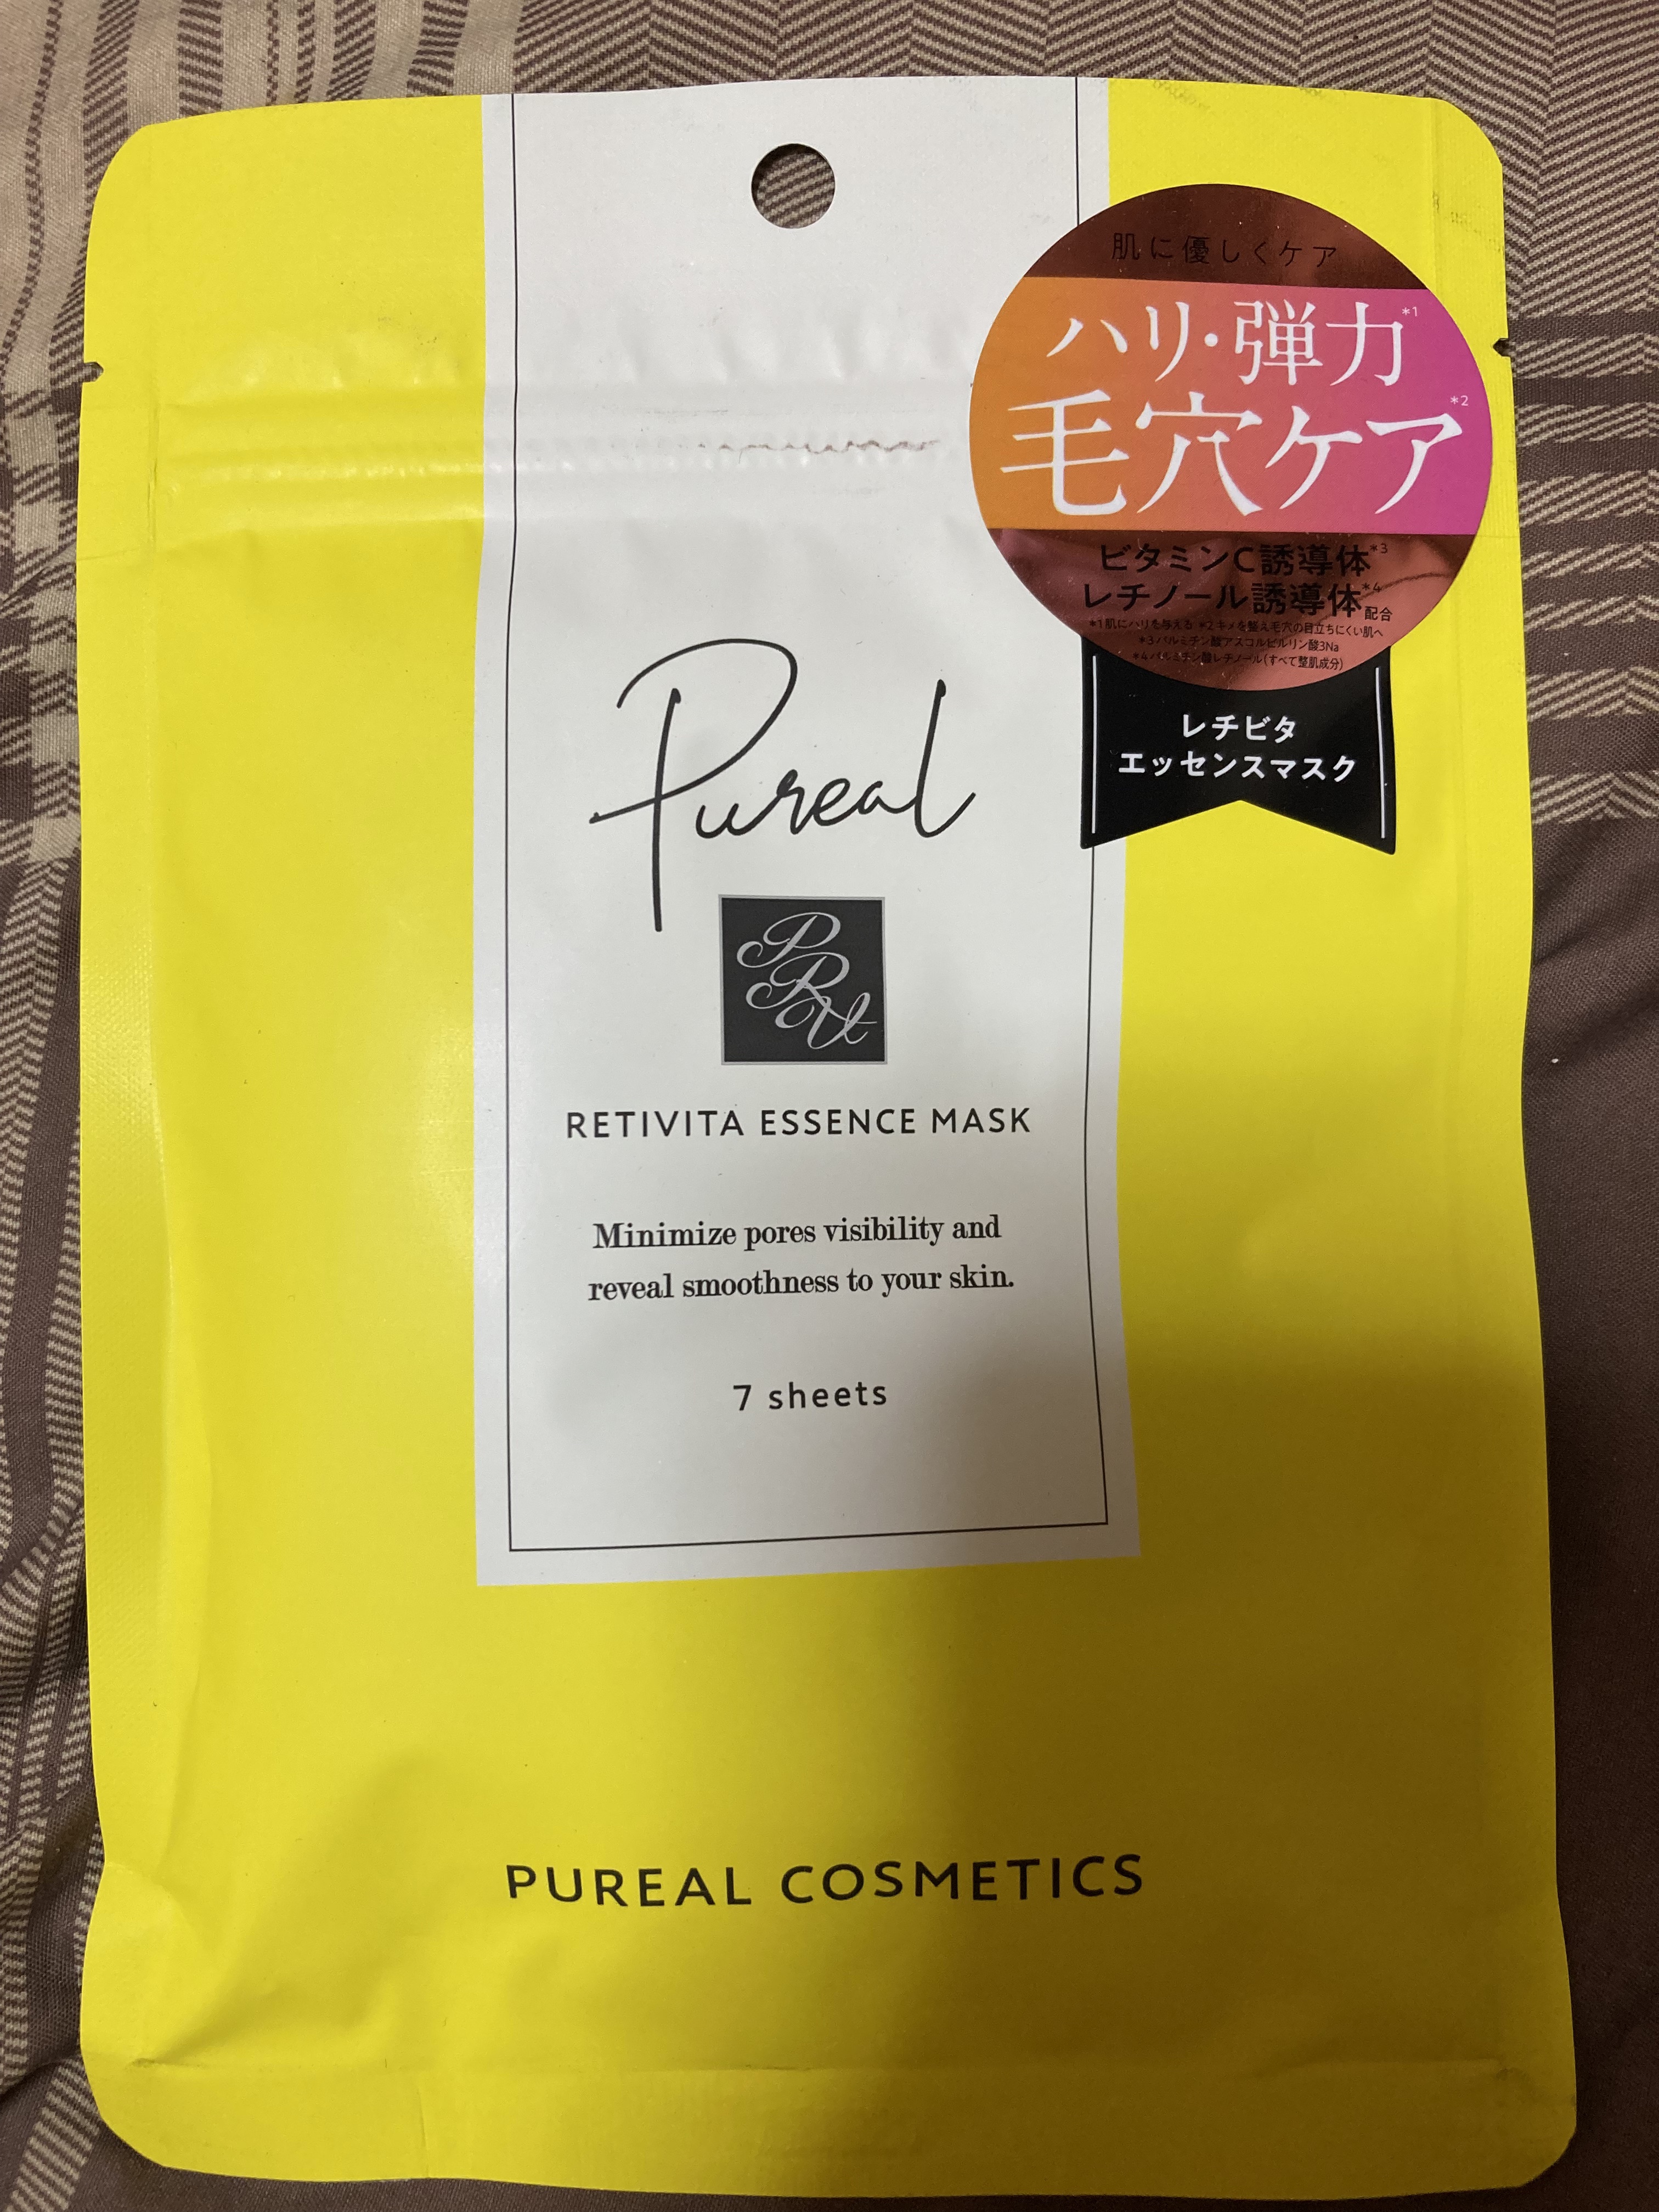 肌に優しくケア
ハリ・弾力*1
毛穴ケア*2
ビタミンC誘導体*3
レチノール誘導体*4配合
*1肌にハリを与える *2キメを整え毛穴の目立ちにくい肌へ
*3パルミチン酸アスコルビルリン酸3Na
*4パルミチン酸レチノール(すべて整肌成分)
レチビタ
エッセンスマスク
Pureal
PRV
RETIVITA ESSENCE MASK
Minimize pores visibility and
reveal smoothness to your skin.
7 sheets
PUREAL COSMETICS